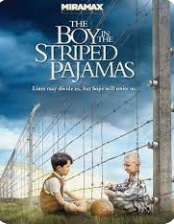 MIRAMAX
THE
BOY IN THE
STRIPED PAJAMAS
Lines may divide us, but hope will unite us.